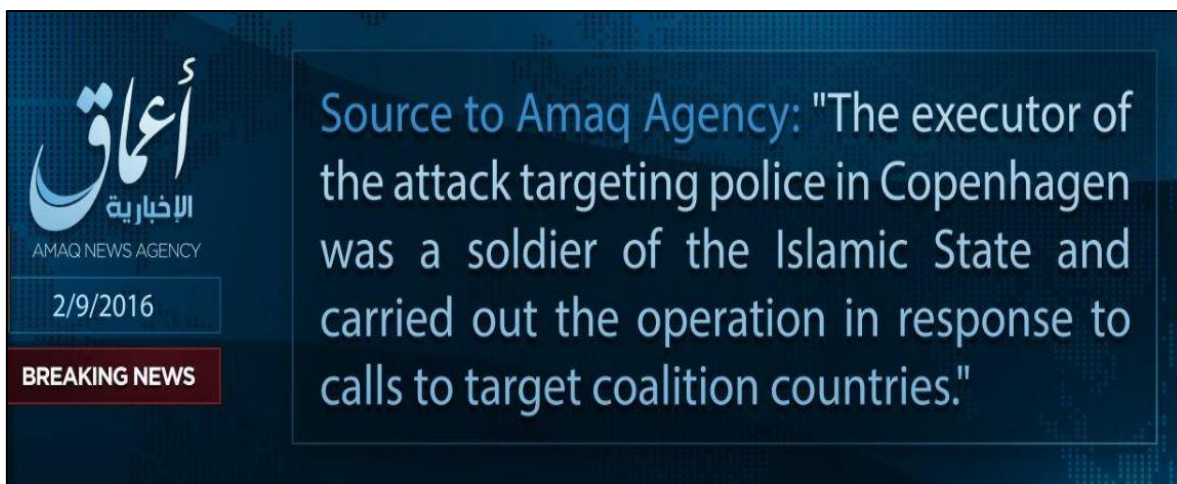 أعماق
الإخبارية
AMAQ NEWS AGENCY
2/9/2016
BREAKING NEWS
Source to Amaq Agency: "The executor of
the attack targeting police in Copenhagen
was a soldier of the Islamic State and
carried out the operation in response to
calls to target coalition countries."